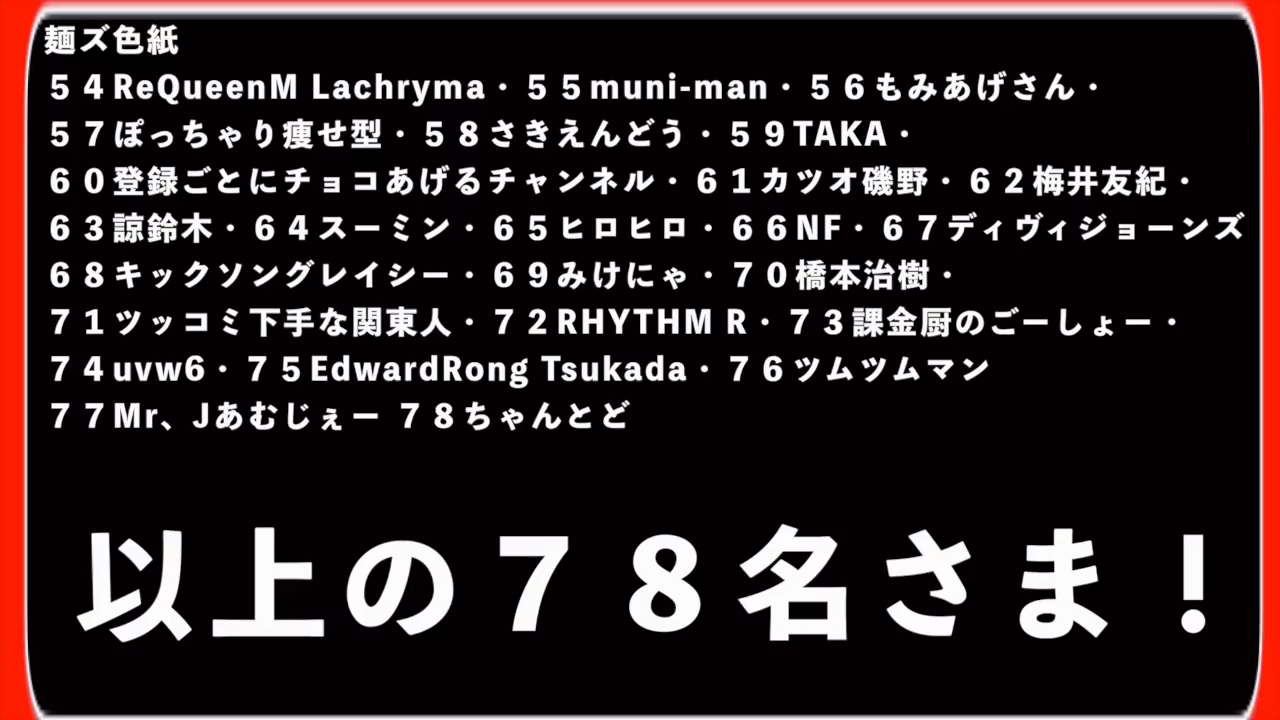 麺ズ色紙
５４ReQueenM Lachryma・５５muni-man・５６もみあげさん・
５７ぽっちゃり痩せ型・５８さきえんどう・５９TAKA・
６０登録ごとにチョコあげるチャンネル・６１カツオ磯野・６２梅井友紀・
６３諒鈴木・６４スーミン・６５ヒロヒロ・６６NF・６７ディヴィジョーンズ
６８キックソングレイシー・６９みけにゃ・７０橋本治樹・
７１ツッコミ下手な関東人・７２RHYTHM R・７３課金厨のごーしょー・
７４uvw6・７５EdwardRong Tsukada・７６ツムツムマン
７７Mr、Jあむじぇー ７８ちゃんとど
以上の７８名さま！